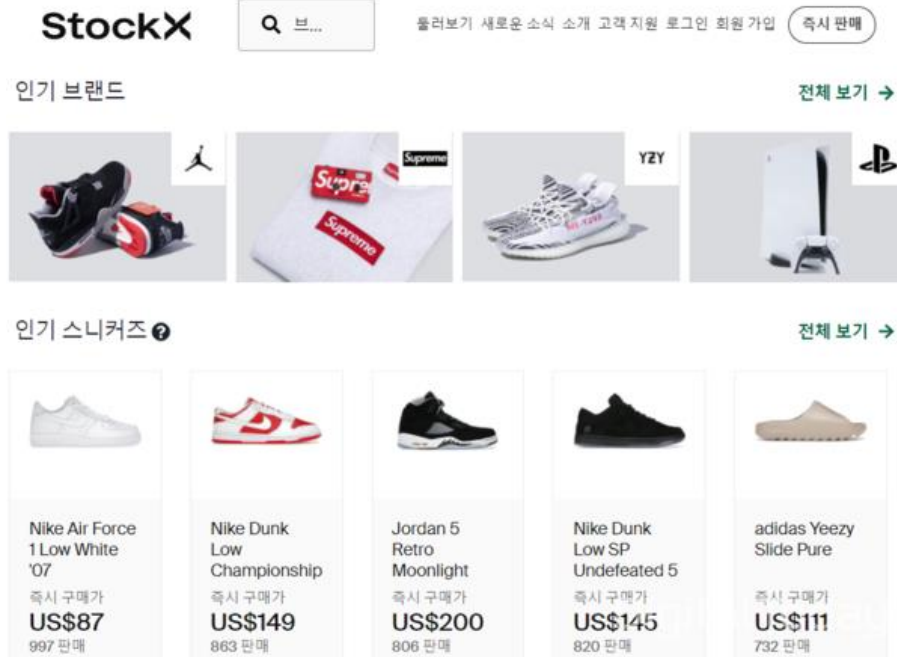 StockX
브...
둘러보기 새로운 소식 소개 고객 지원 로그인 회원 가입
즉시 판매
인기 브랜드
전체 보기 →
Supreme
YZY
Supreme
Supreme
인기 스니커즈 ?
전체 보기 →
Nike Air Force
1 Low White
'07
즉시 구매가
US$87
997 판매
Nike Dunk
Low
Championship
즉시 구매가
US$149
863 판매
Jordan 5
Retro
Moonlight
즉시 구매가
US$200
806 판매
Nike Dunk
Low SP
Undefeated 5
즉시 구매가
US$145
820 판매
adidas Yeezy
Slide Pure
즉시 구매가
US$111
732 판매